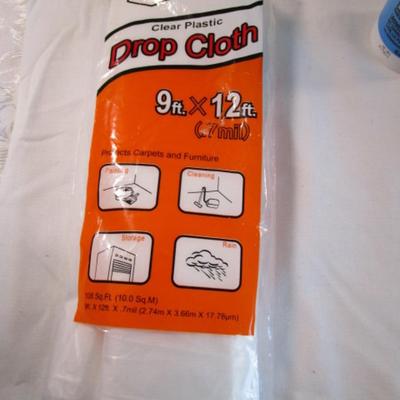 Clear Plastic
Drop Cloth
9ft. X 12ft.
(.7mil)
Protects Carpets and Furniture
Painting
Cleaning
Storage
Rain
108 Sq.Ft. (10.0 Sq.M)
9ft. X 12ft. X .7mil (2.74m X 3.66m X 17.78μm)